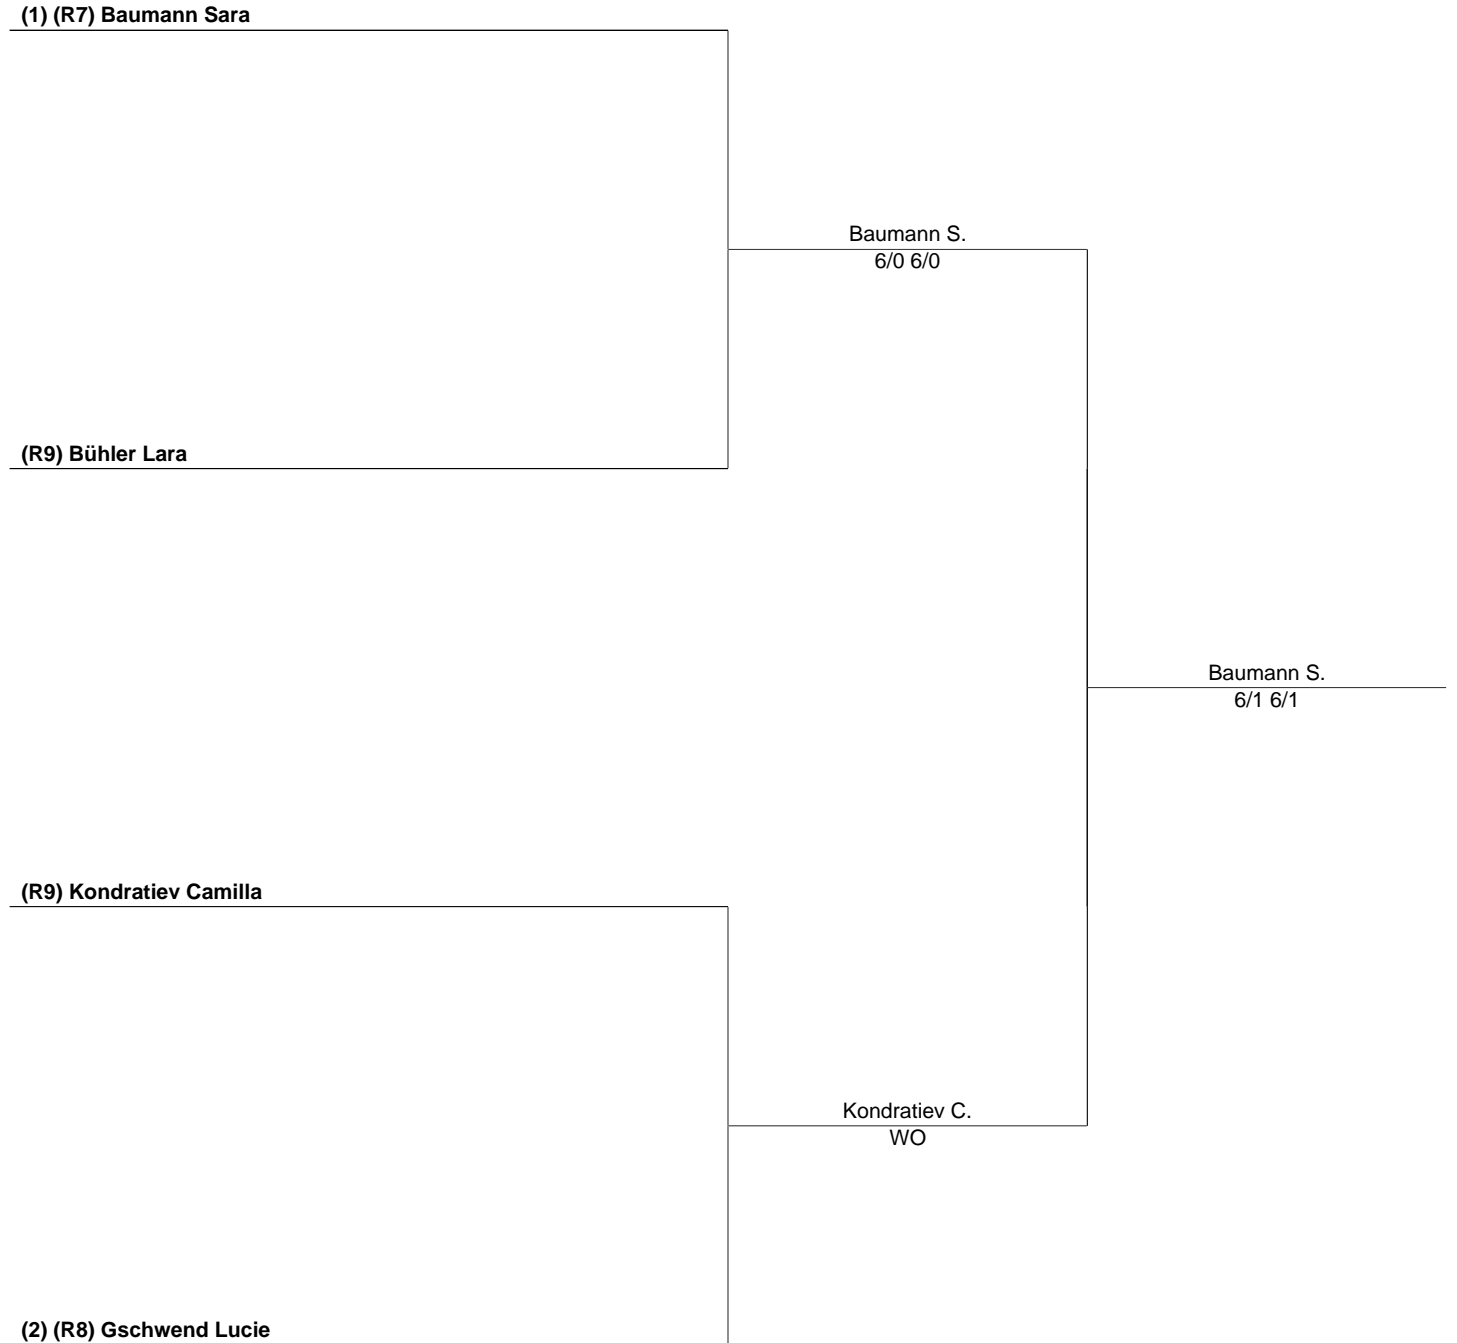 (1) (R7) Baumann Sara
Baumann S.
6/0 6/0
(R9) Bühler Lara
Baumann S.
6/1 6/1
(R9) Kondratiev Camilla
Kondratiev C.
WO
(2) (R8) Gschwend Lucie